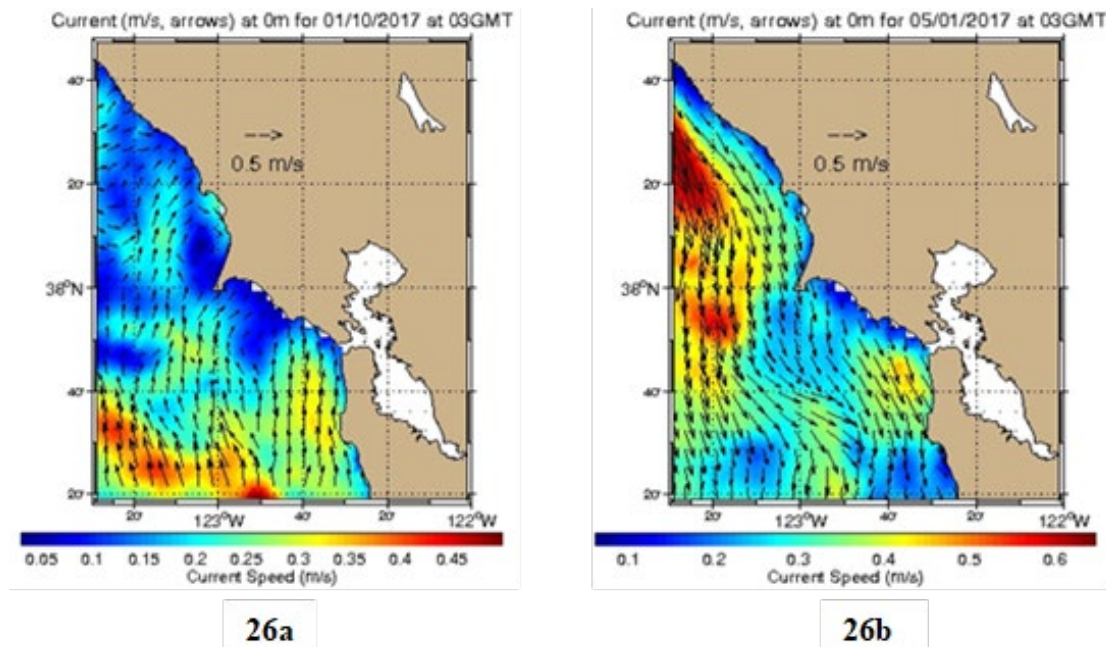 Current (m/s, arrows) at 0m for 01/10/2017 at 03GMT
40'
0.5 m/s
20'
38°N
40'
20'
20' 123°W 40' 20' 122°W
0.05 0.1 0.15 0.2 0.25 0.3 0.35 0.4 0.45
Current Speed (m/s)
26a
Current (m/s, arrows) at 0m for 05/01/2017 at 03GMT
40'
0.5 m/s
20'
38°N
40'
20'
20' 123°W 40' 20' 122°W
0.1 0.2 0.3 0.4 0.5 0.6
Current Speed (m/s)
26b